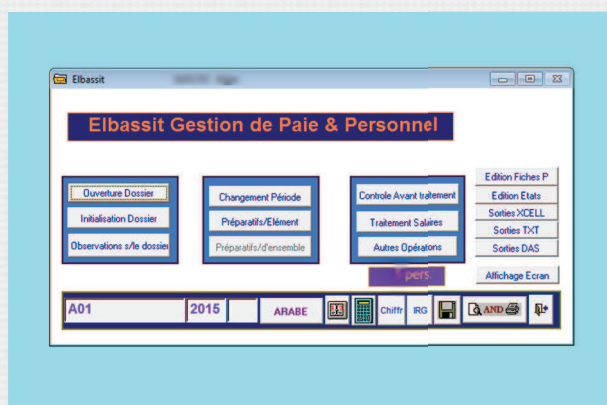 Elbassit
Elbassit Gestion de Paie & Personnel
Ouverture Dossier
Initialisation Dossier
Observations s/le dossier
Changement Période
Préparatifs/Elément
Préparatifs/d'ensemble
Controle Avant traitement
Traitement Salaires
Autres Opératons
pers.
Edition Fiches P
Edition Etats
Sorties XCELL
Sorties TXT
Sorties DAS
Affichage Ecran
A01 2015 ARABE Chiffr IRG AND